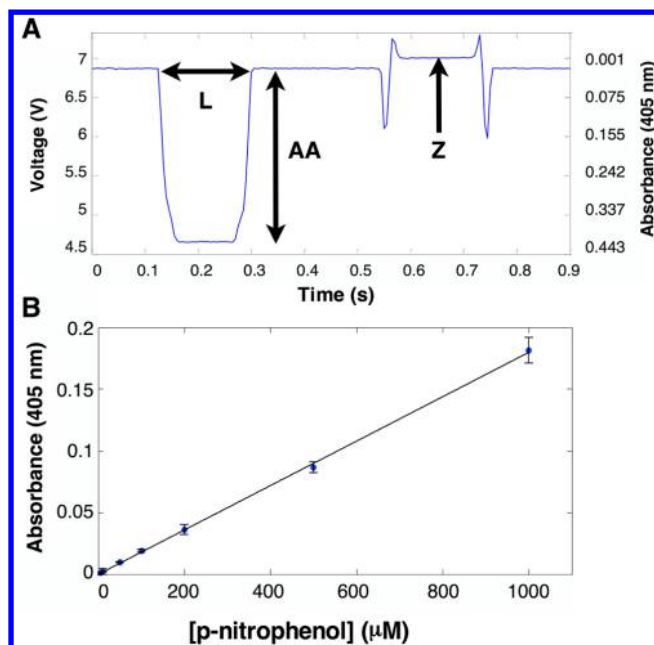 A
7
6.5
6
5.5
5
4.5
Voltage (V)
L
AA
Z
0.001
0.075
0.155
0.242
0.337
0.443
Absorbance (405 nm)
0 0.1 0.2 0.3 0.4 0.5 0.6 0.7 0.8 0.9
Time (s)
B
0.2
0.15
0.1
0.05
0
Absorbance (405 nm)
0 200 400 600 800 1000
[p-nitrophenol] (μM)